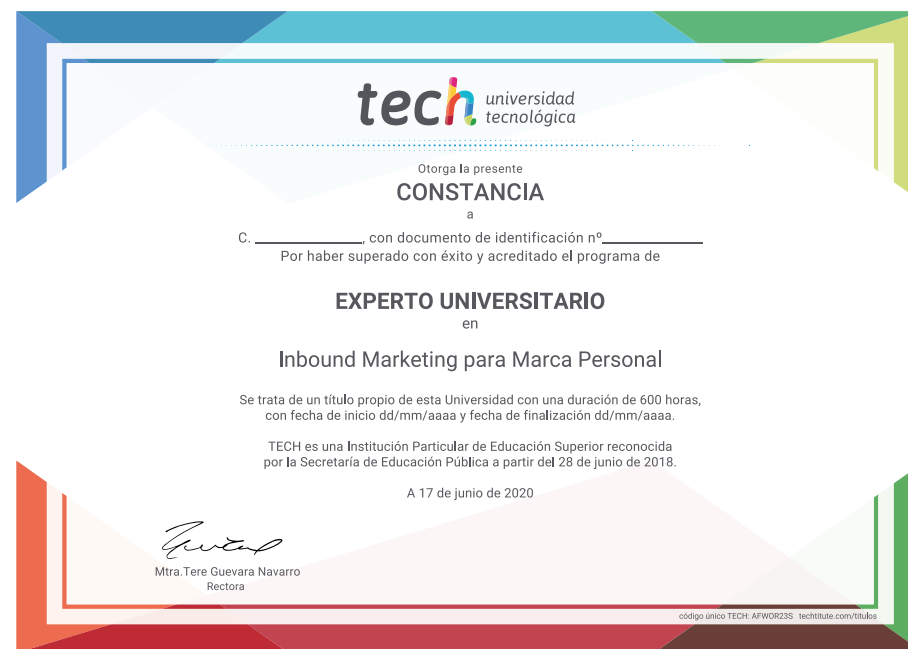 tech universidad
tecnológica
Otorga la presente
CONSTANCIA
a
C. ______________, con documento de identificación nº_____________
Por haber superado con éxito y acreditado el programa de
EXPERTO UNIVERSITARIO
en
Inbound Marketing para Marca Personal
Se trata de un título propio de esta Universidad con una duración de 600 horas,
con fecha de inicio dd/mm/aaaa y fecha de finalización dd/mm/aaaa.
TECH es una Institución Particular de Educación Superior reconocida
por la Secretaría de Educación Pública a partir del 28 de junio de 2018.
A 17 de junio de 2020
Mtra.Tere Guevara Navarro
Rectora
código único TECH: AFWOR23S techtitute.com/titulos